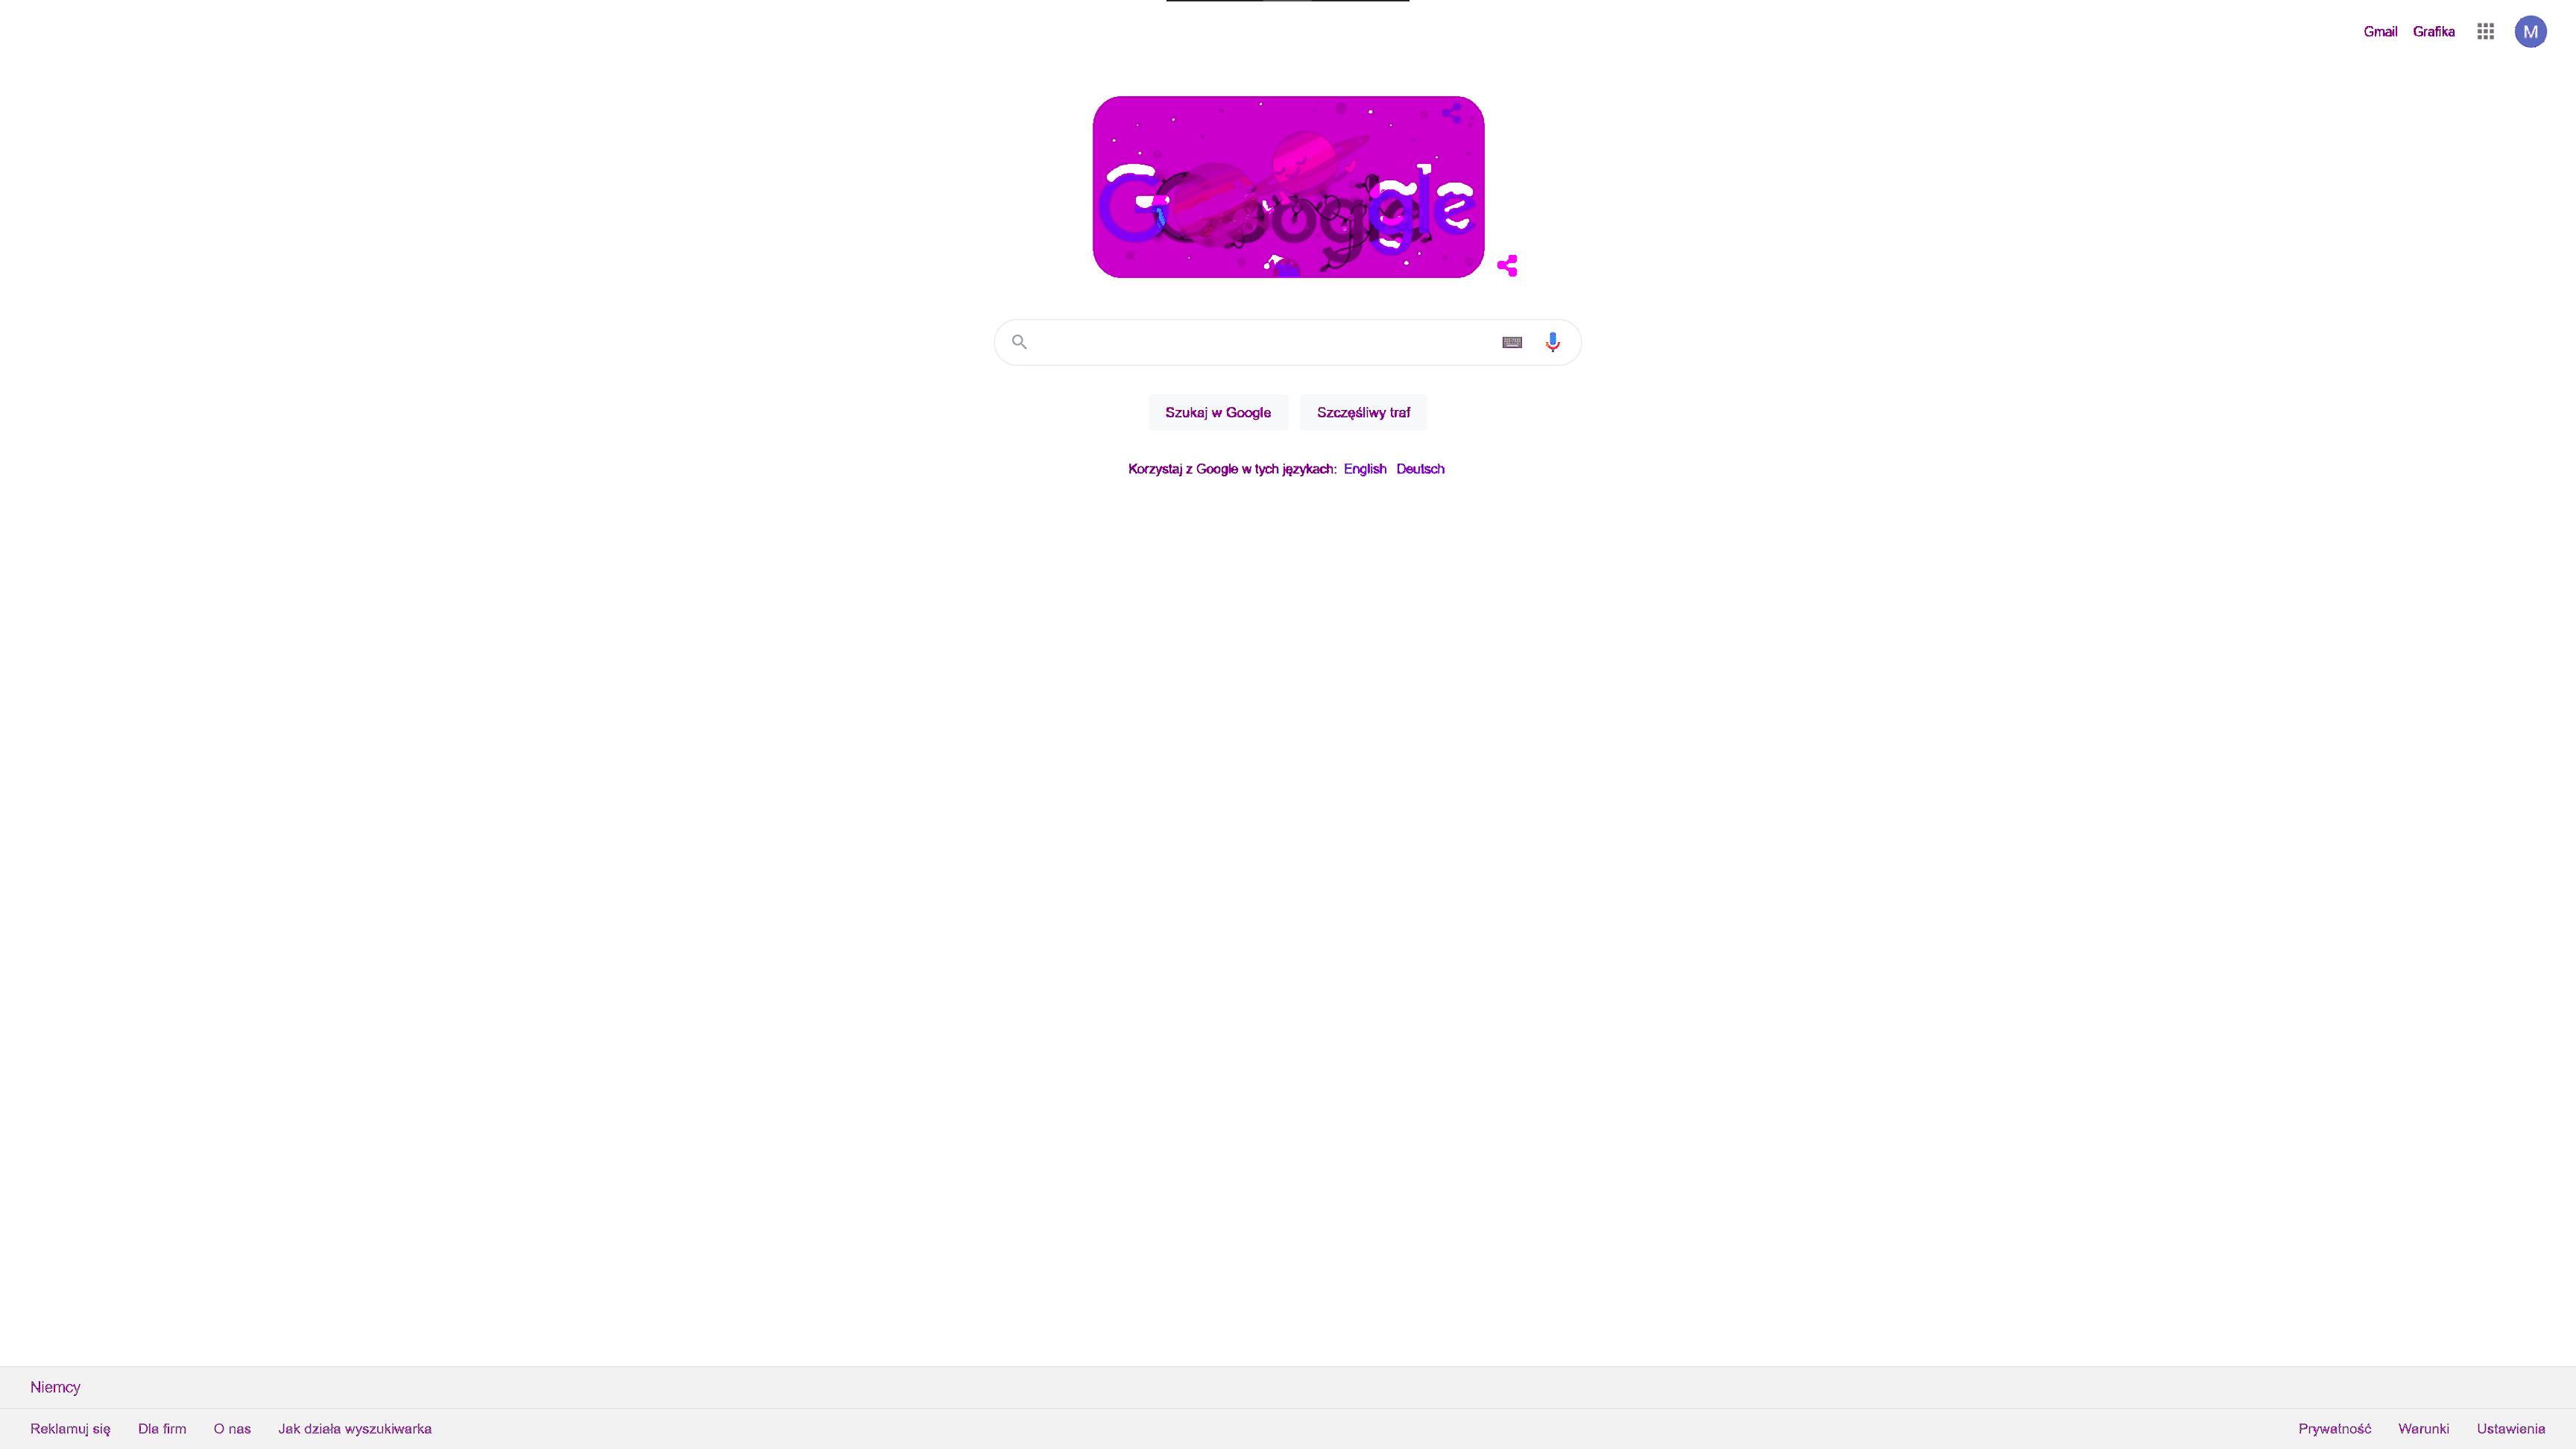 Gmail Grafika M
Google
Szukaj w Google Szczęśliwy traf
Korzystaj z Google w tych językach: English Deutsch
Niemcy
Reklamuj się Dla firm O nas Jak działa wyszukiwarka Prywatność Warunki Ustawienia